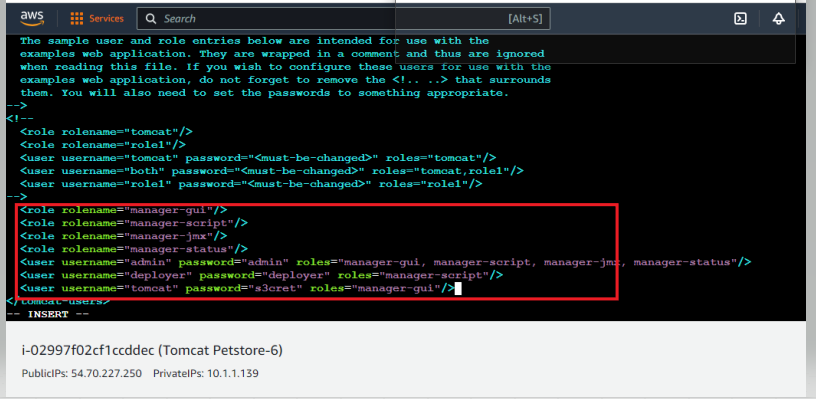 aws
Services
Search
[Alt+S]
The sample user and role entries below are intended for use with the
examples web application. They are wrapped in a comment and thus are ignored
when reading this file. If you wish to configure these users for use with the
examples web application, do not forget to remove the <!.. ..> that surrounds
them. You will also need to set the passwords to something appropriate.
-->
<!--
<role rolename="tomcat"/>
<role rolename="role1"/>
<user username="tomcat" password="<must-be-changed>" roles="tomcat"/>
<user username="both" password="<must-be-changed>" roles="tomcat,role1"/>
<user username="role1" password="<must-be-changed>" roles="role1"/>
-->
<role rolename="manager-gui"/>
<role rolename="manager-script"/>
<role rolename="manager-jmx"/>
<role rolename="manager-status"/>
<user username="admin" password="admin" roles="manager-gui, manager-script, manager-jmx, manager-status"/>
<user username="deployer" password="deployer" roles="manager-script"/>
<user username="tomcat" password="s3cret" roles="manager-gui"/>
</tomcat-users>
-- INSERT --
i-02997f02cf1ccddec (Tomcat Petstore-6)
PublicIPs: 54.70.227.250 PrivateIPs: 10.1.1.139